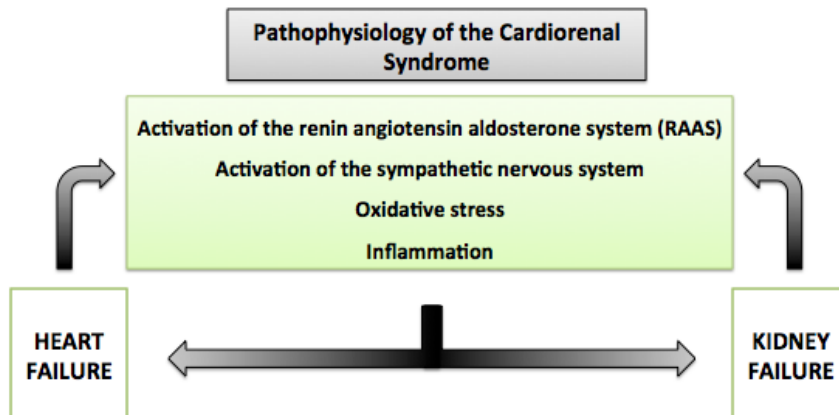 Pathophysiology of the Cardiorenal
Syndrome
Activation of the renin angiotensin aldosterone system (RAAS)
Activation of the sympathetic nervous system
Oxidative stress
Inflammation
HEART
FAILURE
KIDNEY
FAILURE